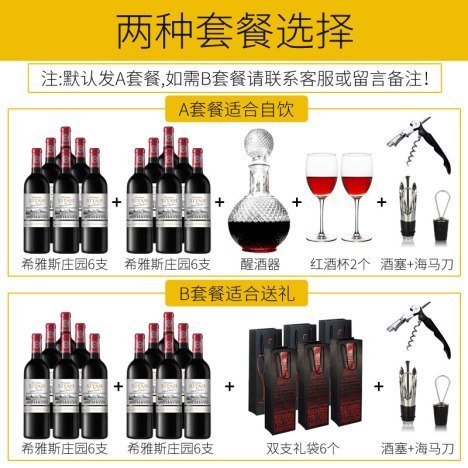 两种套餐选择
注:默认发A套餐,如需B套餐请联系客服或留言备注!
A套餐适合自饮
希雅斯庄园6支
希雅斯庄园6支
醒酒器
红酒杯2个
酒塞+海马刀
B套餐适合送礼
希雅斯庄园6支
希雅斯庄园6支
双支礼袋6个
酒塞+海马刀